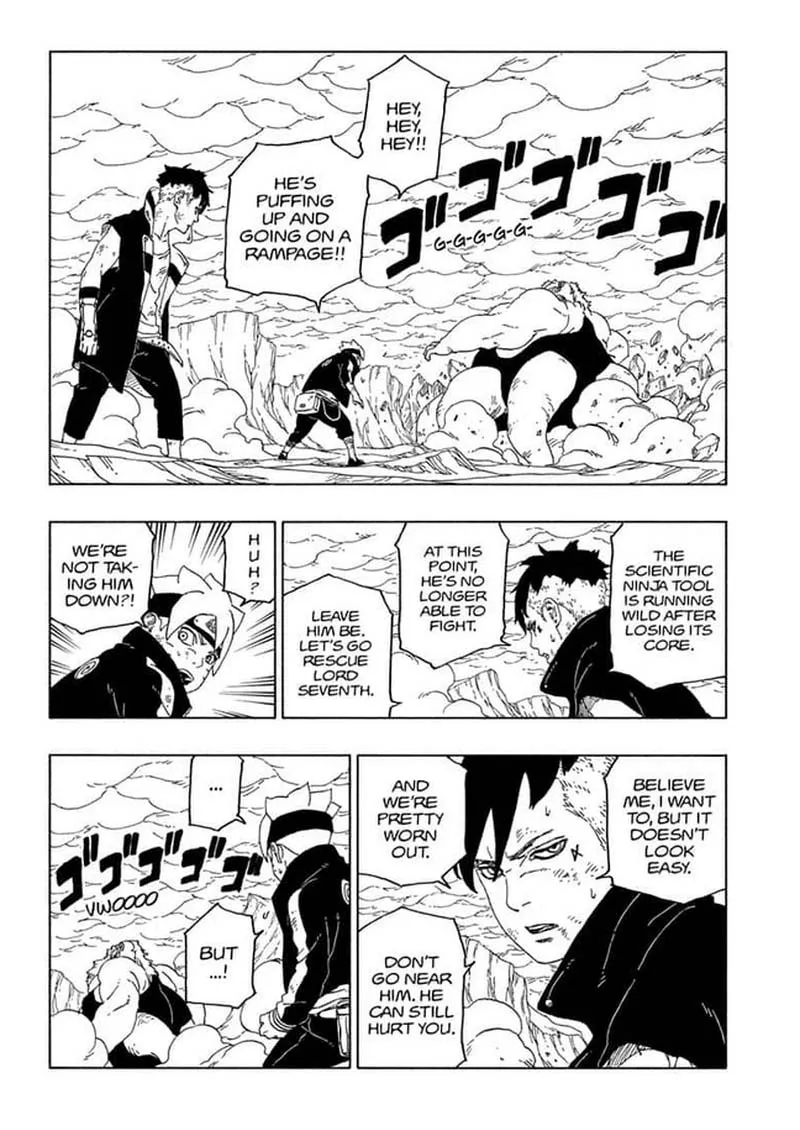 HEY,
HEY,
HEY!!
HE'S
PUFFING
UP AND
GOING ON A
RAMPAGE!!
ゴゴゴゴゴ
G-G-G-G-G-
THE
SCIENTIFIC
NINJA TOOL
IS RUNNING
WILD AFTER
LOSING ITS
CORE.
AT THIS
POINT,
HE'S NO
LONGER
ABLE TO
FIGHT.
LEAVE
HIM BE.
LET'S GO
RESCUE
LORD
SEVENTH.
HUH?
WE'RE
NOT TAK-
ING HIM
DOWN?!
BELIEVE
ME, I WANT
TO, BUT IT
DOESN'T
LOOK
EASY.
AND
WE'RE
PRETTY
WORN
OUT.
DON'T
GO NEAR
HIM. HE
CAN STILL
HURT YOU.
...
ゴゴゴゴゴ
VWOOOO
BUT
...!